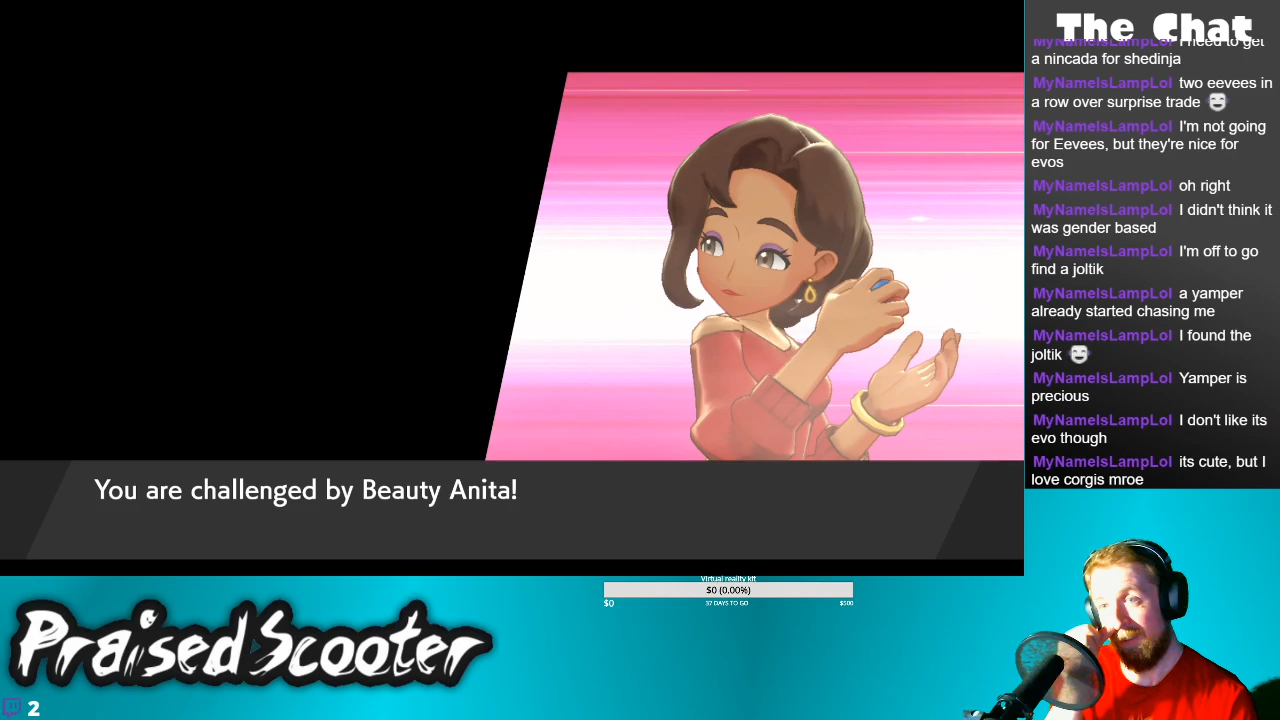 The Chat
MyNameIsLampLol I need to get
a nincada for shedinja
MyNameIsLampLol two eevees in
a row over surprise trade
MyNameIsLampLol I'm not going
for Eevees, but they're nice for
evos
MyNameIsLampLol oh right
MyNameIsLampLol I didn't think it
was gender based
MyNameIsLampLol I'm off to go
find a joltik
MyNameIsLampLol a yamper
already started chasing me
MyNameIsLampLol I found the
joltik
MyNameIsLampLol Yamper is
precious
MyNameIsLampLol I don't like its
evo though
MyNameIsLampLol its cute, but I
love corgis mroe
You are challenged by Beauty Anita!
Virtual reality kit
$0 (0.00%)
$0 37 DAYS TO GO $500
Praised Scooter
2